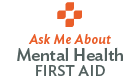 Ask Me About
Mental Health
FIRST AID